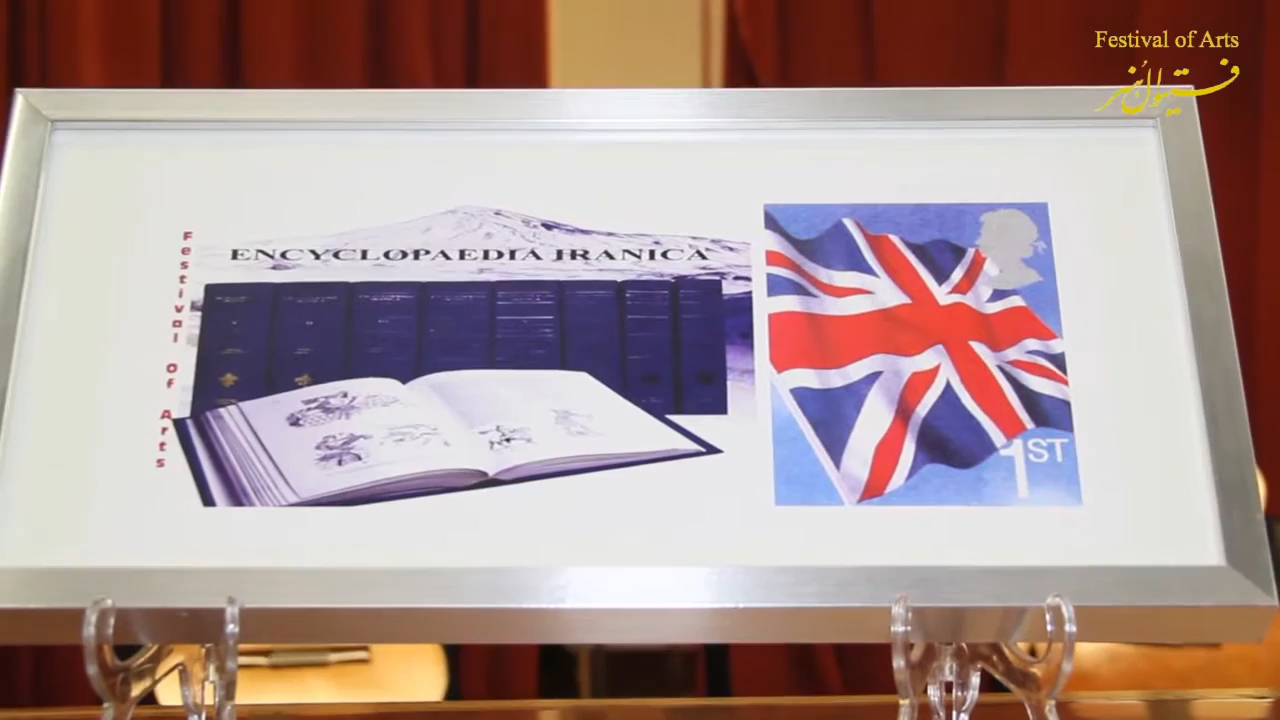 Festival of Arts
فستیوال هنر
ENCYCLOPAEDIA IRANICA
Festival of Arts
1ST